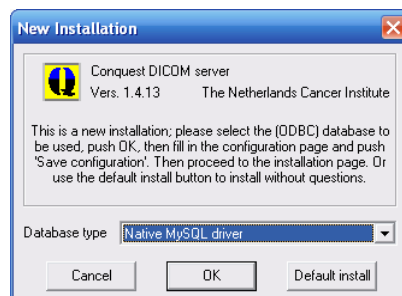 New Installation
Conquest DICOM server
Vers. 1.4.13 The Netherlands Cancer Institute
This is a new installation; please select the (ODBC) database to
be used, push OK, then fill in the configuration page and push
'Save configuration'. Then proceed to the installation page. Or
use the default install button to install without questions.
Database type Native MySQL driver
Cancel OK Default install